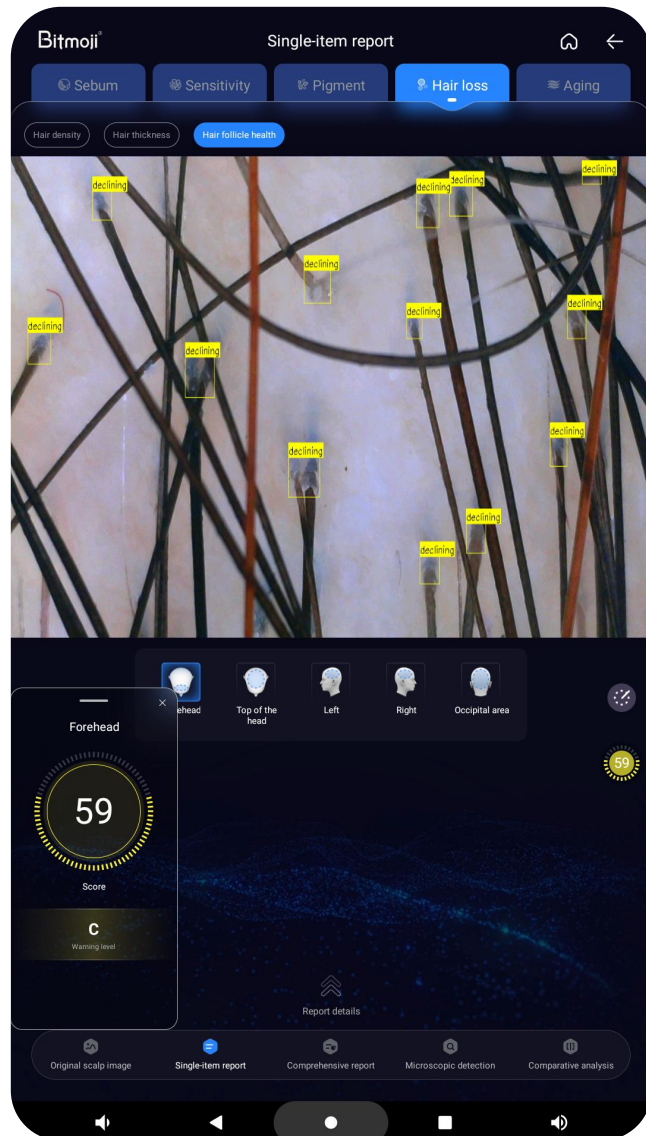 Bitmoji®
Single-item report
Sebum
Sensitivity
Pigment
Hair loss
Aging
Hair density
Hair thickness
Hair follicle health
declining
declining
declining
declining
declining
declining
declining
declining
declining
declining
declining
declining
declining
ehead
Top of the
head
Left
Right
Occipital area
Forehead
59
Score
C
Warning level
59
Report details
Original scalp image
Single-item report
Comprehensive report
Microscopic detection
Comparative analysis